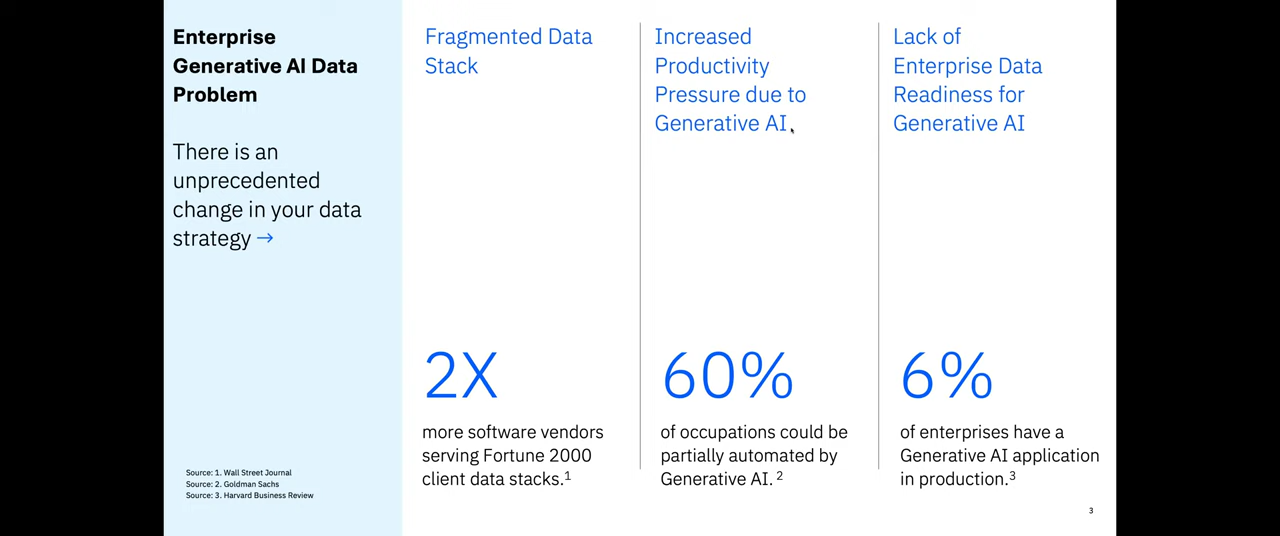 Enterprise
Generative AI Data
Problem
There is an
unprecedented
change in your data
strategy →
Source: 1. Wall Street Journal
Source: 2. Goldman Sachs
Source: 3. Harvard Business Review
Fragmented Data
Stack
2X
more software vendors
serving Fortune 2000
client data stacks.¹
Increased
Productivity
Pressure due to
Generative AI
60%
of occupations could be
partially automated by
Generative AI. ²
Lack of
Enterprise Data
Readiness for
Generative AI
6%
of enterprises have a
Generative AI application
in production.³
3